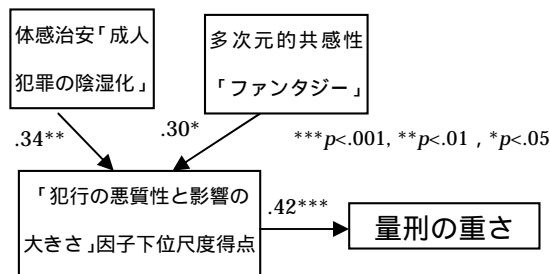 体感治安「成人
犯罪の陰湿化」
多次元的共感性
「ファンタジー」
.34**
.30*
***p<.001, **p<.01 , *p<.05
「犯行の悪質性と影響の
大きさ」因子下位尺度得点
.42***
量刑の重さ